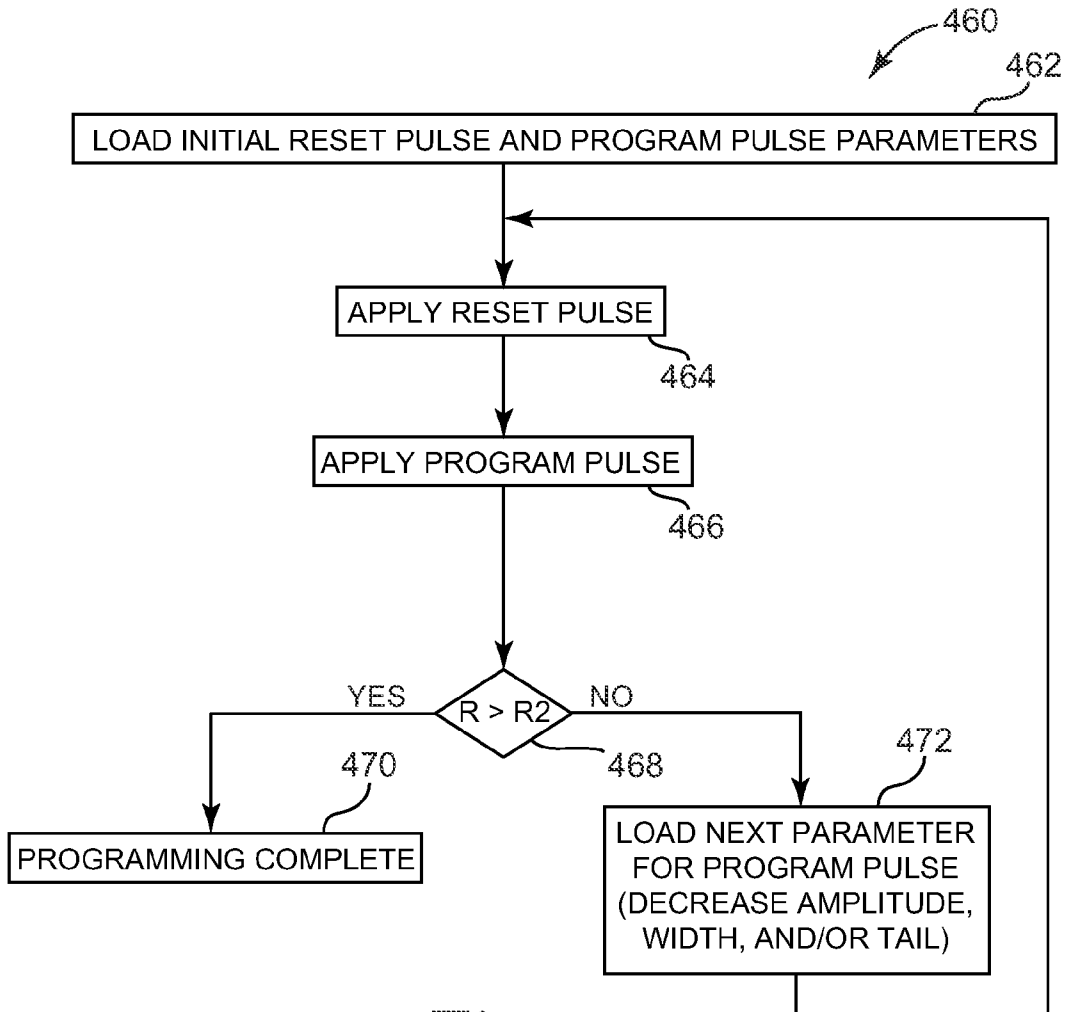 460
462
LOAD INITIAL RESET PULSE AND PROGRAM PULSE PARAMETERS
APPLY RESET PULSE
464
APPLY PROGRAM PULSE
466
YES
R > R2
NO
468
470
PROGRAMMING COMPLETE
472
LOAD NEXT PARAMETER
FOR PROGRAM PULSE
(DECREASE AMPLITUDE,
WIDTH, AND/OR TAIL)